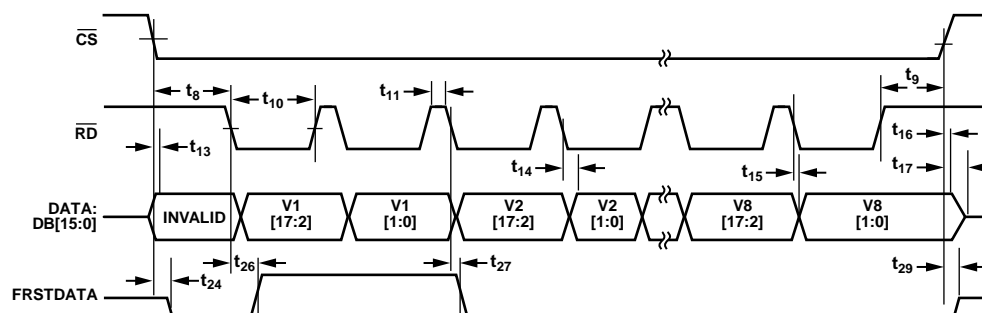 CS
t8
t10
t11
t9
RD
t13
t14
t15
t16
t17
DATA:
DB[15:0]
INVALID
V1
[17:2]
V1
[1:0]
V2
[17:2]
V2
[1:0]
V8
[17:2]
V8
[1:0]
t24
t26
t27
t29
FRSTDATA